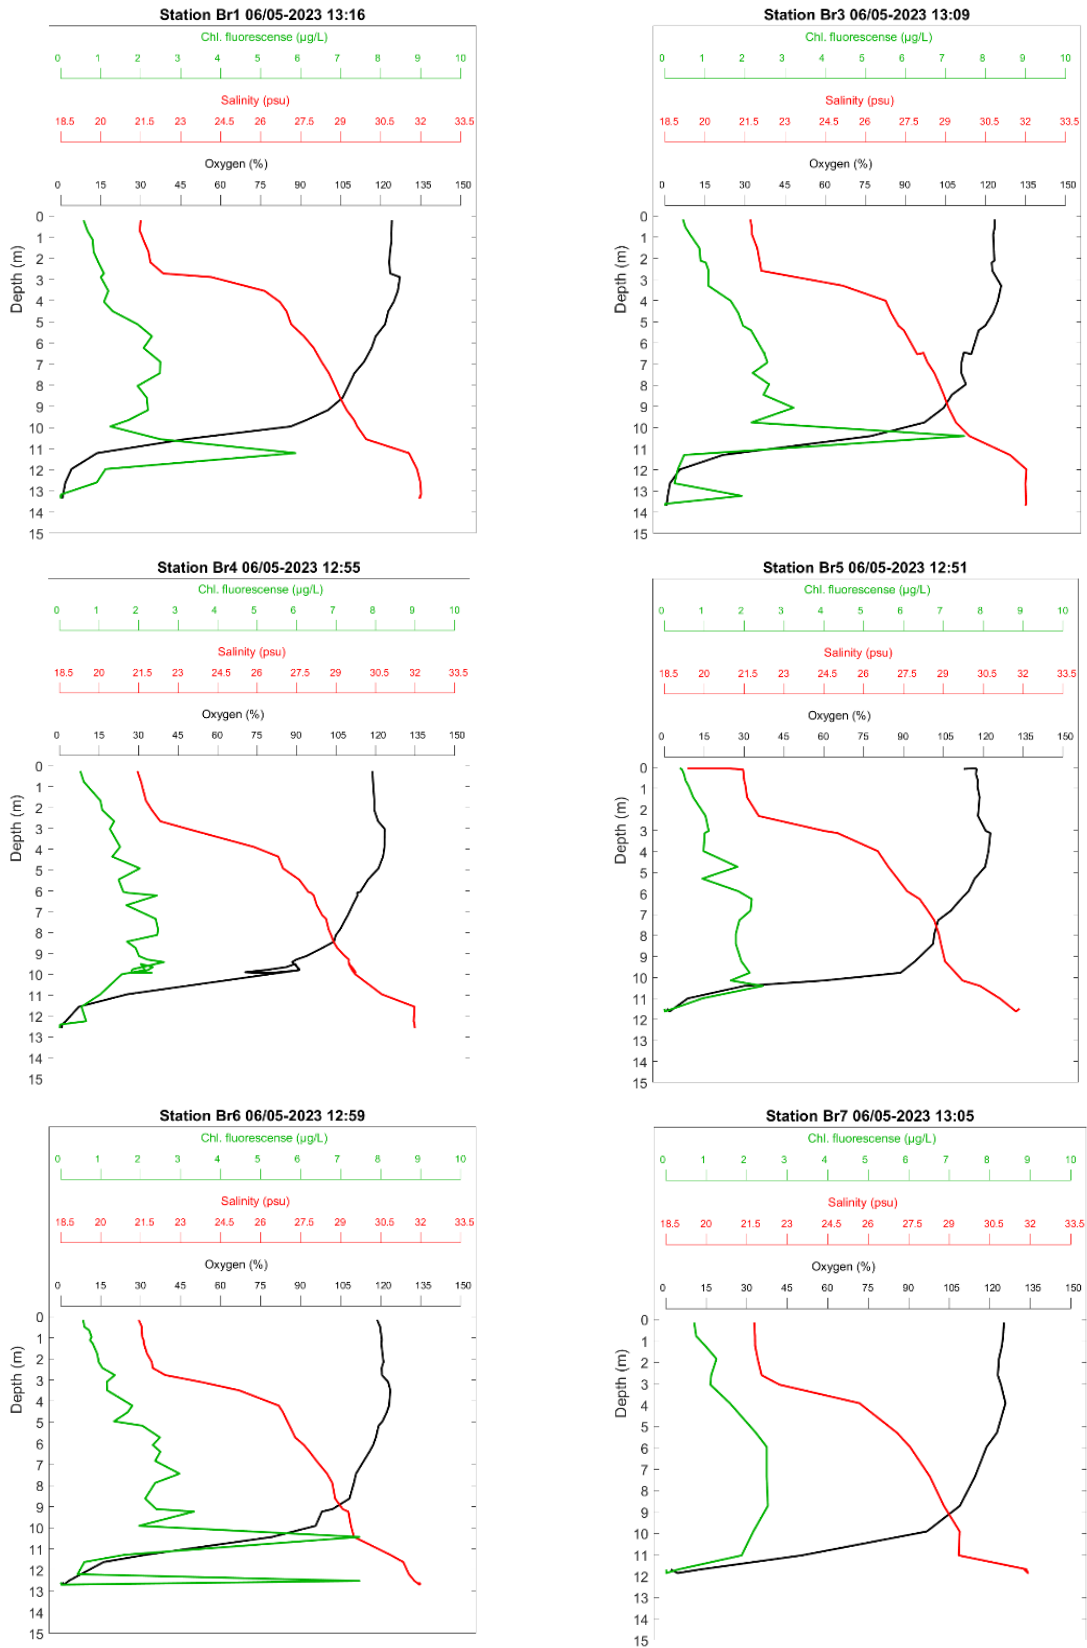 Station Br1 06/05-2023 13:16
Chl. fluorescense (µg/L)
0 1 2 3 4 5 6 7 8 9 10
Salinity (psu)
18.5 20 21.5 23 24.5 26 27.5 29 30.5 32 33.5
Oxygen (%)
0 15 30 45 60 75 90 105 120 135 150
Depth (m)
0
1
2
3
4
5
6
7
8
9
10
11
12
13
14
15
Station Br3 06/05-2023 13:09
Chl. fluorescense (µg/L)
0 1 2 3 4 5 6 7 8 9 10
Salinity (psu)
18.5 20 21.5 23 24.5 26 27.5 29 30.5 32 33.5
Oxygen (%)
0 15 30 45 60 75 90 105 120 135 150
Depth (m)
0
1
2
3
4
5
6
7
8
9
10
11
12
13
14
15
Station Br4 06/05-2023 12:55
Chl. fluorescense (µg/L)
0 1 2 3 4 5 6 7 8 9 10
Salinity (psu)
18.5 20 21.5 23 24.5 26 27.5 29 30.5 32 33.5
Oxygen (%)
0 15 30 45 60 75 90 105 120 135 150
Depth (m)
0
1
2
3
4
5
6
7
8
9
10
11
12
13
14
15
Station Br5 06/05-2023 12:51
Chl. fluorescense (µg/L)
0 1 2 3 4 5 6 7 8 9 10
Salinity (psu)
18.5 20 21.5 23 24.5 26 27.5 29 30.5 32 33.5
Oxygen (%)
0 15 30 45 60 75 90 105 120 135 150
Depth (m)
0
1
2
3
4
5
6
7
8
9
10
11
12
13
14
15
Station Br6 06/05-2023 12:59
Chl. fluorescense (µg/L)
0 1 2 3 4 5 6 7 8 9 10
Salinity (psu)
18.5 20 21.5 23 24.5 26 27.5 29 30.5 32 33.5
Oxygen (%)
0 15 30 45 60 75 90 105 120 135 150
Depth (m)
0
1
2
3
4
5
6
7
8
9
10
11
12
13
14
15
Station Br7 06/05-2023 13:05
Chl. fluorescense (µg/L)
0 1 2 3 4 5 6 7 8 9 10
Salinity (psu)
18.5 20 21.5 23 24.5 26 27.5 29 30.5 32 33.5
Oxygen (%)
0 15 30 45 60 75 90 105 120 135 150
Depth (m)
0
1
2
3
4
5
6
7
8
9
10
11
12
13
14
15